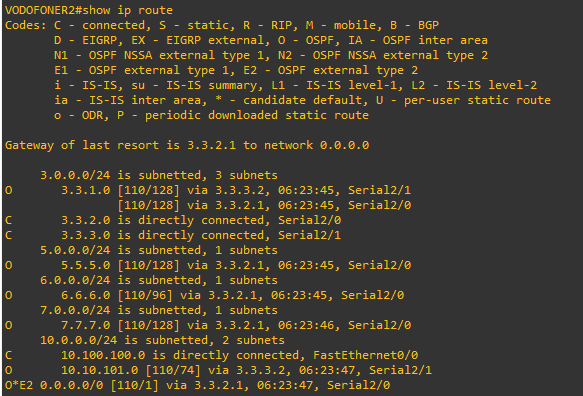 VODOFONER2#show ip route
Codes: C - connected, S - static, R - RIP, M - mobile, B - BGP
       D - EIGRP, EX - EIGRP external, O - OSPF, IA - OSPF inter area
       N1 - OSPF NSSA external type 1, N2 - OSPF NSSA external type 2
       E1 - OSPF external type 1, E2 - OSPF external type 2
       i - IS-IS, su - IS-IS summary, L1 - IS-IS level-1, L2 - IS-IS level-2
       ia - IS-IS inter area, * - candidate default, U - per-user static route
       o - ODR, P - periodic downloaded static route
Gateway of last resort is 3.3.2.1 to network 0.0.0.0
     3.0.0.0/24 is subnetted, 3 subnets
O       3.3.1.0 [110/128] via 3.3.3.2, 06:23:45, Serial2/1
                [110/128] via 3.3.2.1, 06:23:45, Serial2/0
C       3.3.2.0 is directly connected, Serial2/0
C       3.3.3.0 is directly connected, Serial2/1
     5.0.0.0/24 is subnetted, 1 subnets
O       5.5.5.0 [110/128] via 3.3.2.1, 06:23:45, Serial2/0
     6.0.0.0/24 is subnetted, 1 subnets
O       6.6.6.0 [110/96] via 3.3.2.1, 06:23:45, Serial2/0
     7.0.0.0/24 is subnetted, 1 subnets
O       7.7.7.0 [110/128] via 3.3.2.1, 06:23:46, Serial2/0
     10.0.0.0/24 is subnetted, 2 subnets
C       10.100.100.0 is directly connected, FastEthernet0/0
O       10.10.101.0 [110/74] via 3.3.3.2, 06:23:47, Serial2/1
O*E2 0.0.0.0/0 [110/1] via 3.3.2.1, 06:23:47, Serial2/0